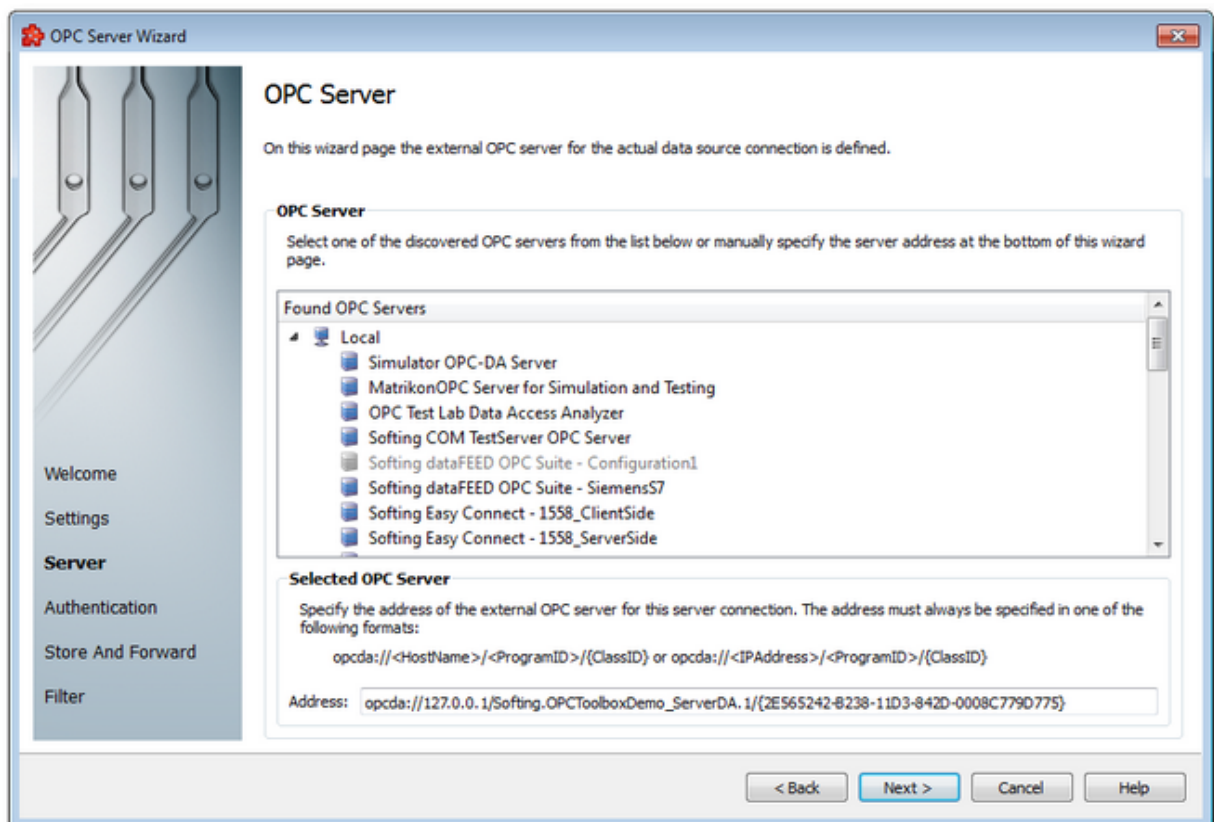 OPC Server Wizard
OPC Server
On this wizard page the external OPC server for the actual data source connection is defined.
OPC Server
Select one of the discovered OPC servers from the list below or manually specify the server address at the bottom of this wizard
page.
Found OPC Servers
Local
Simulator OPC-DA Server
MatrikonOPC Server for Simulation and Testing
OPC Test Lab Data Access Analyzer
Softing COM TestServer OPC Server
Softing dataFEED OPC Suite - Configuration1
Softing dataFEED OPC Suite - SiemensS7
Softing Easy Connect - 1558_ClientSide
Softing Easy Connect - 1558_ServerSide
Welcome
Settings
Server
Authentication
Store And Forward
Filter
Selected OPC Server
Specify the address of the external OPC server for this server connection. The address must always be specified in one of the
following formats:
opcda://<HostName>/<ProgramID>/{ClassID} or opcda://<IPAddress>/<ProgramID>/{ClassID}
Address: opcda://127.0.0.1/Softing.OPCToolboxDemo_ServerDA.1/{2E565242-B238-11D3-842D-0008C779D775}
< Back Next > Cancel Help